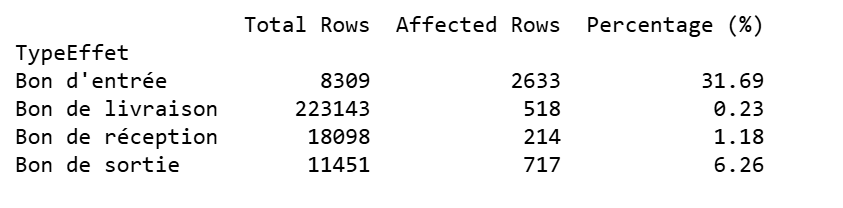 Total Rows  Affected Rows  Percentage (%)
TypeEffet
Bon d'entrée  8309  2633  31.69
Bon de livraison  223143  518  0.23
Bon de réception  18098  214  1.18
Bon de sortie  11451  717  6.26